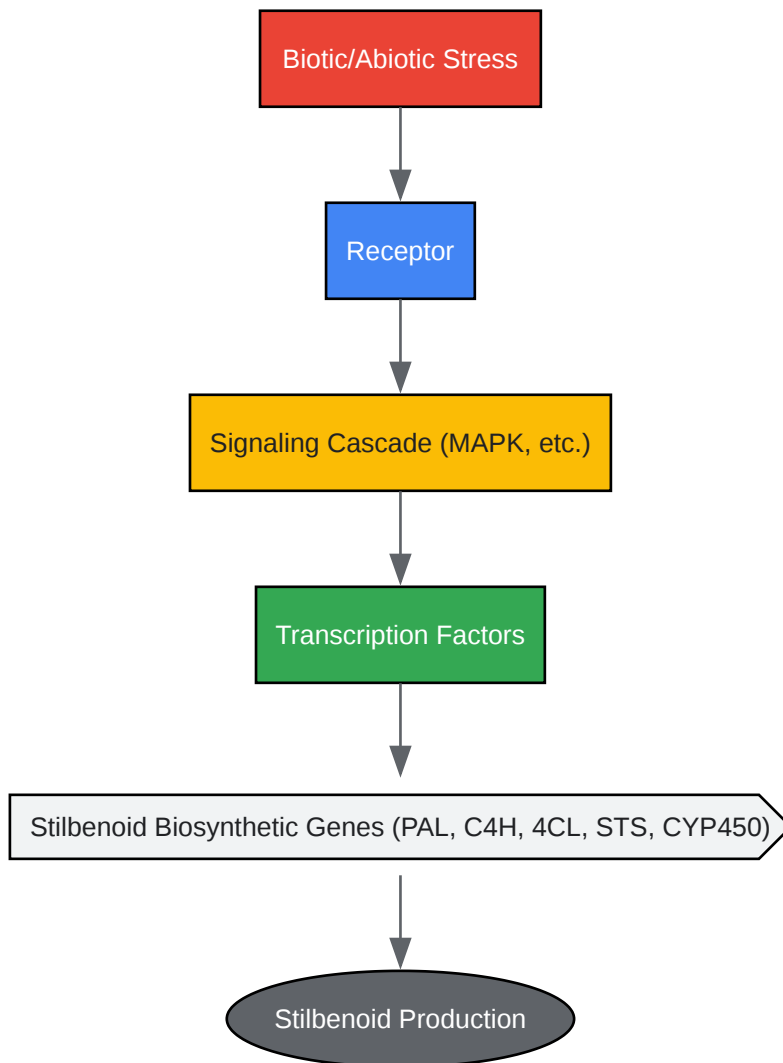 Biotic/Abiotic Stress
Receptor
Signaling Cascade (MAPK, etc.)
Transcription Factors
Stilbenoid Biosynthetic Genes (PAL, C4H, 4CL, STS, CYP450)
Stilbenoid Production